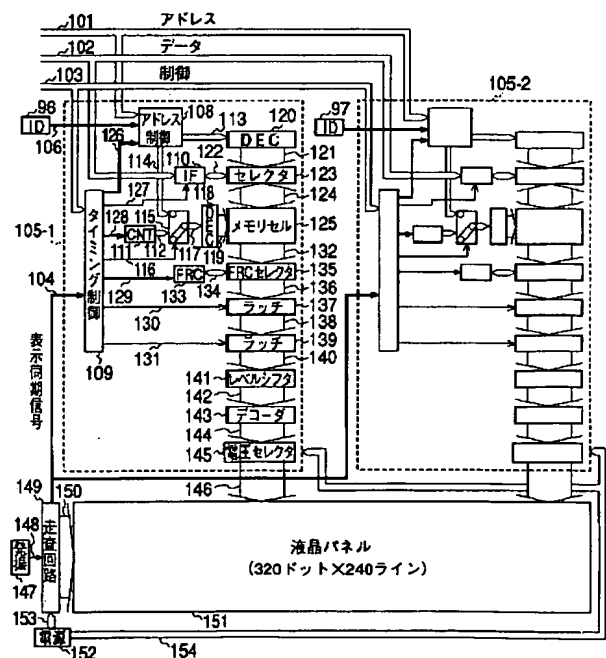 101
アドレス
102
データ
103
制御
105-2
98
ID
106
126
アドレス
制御
108
113
120
DEC
97
ID
114
110
122
121
127
IF
セレクタ
123
118
124
105-1
タイミング制御
128
115
CNT
DEC
メモリセル
125
111
112
117
119
132
104
116
FRC
FRCセレクタ
135
129
133
134
136
ラッチ
137
130
138
ラッチ
139
131
140
109
表示同期信号
141
レベルシフタ
142
143
デコーダ
144
145
電圧セレクタ
146
149
150
148
走査回路
発振
147
液晶パネル
(320ドット×240ライン)
151
153
電源
152
154